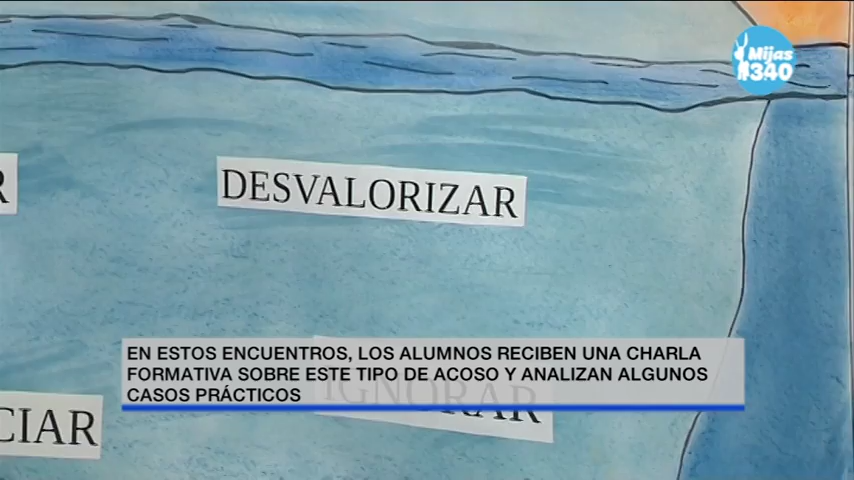 Mijas
340
R
DESVALORIZAR
EN ESTOS ENCUENTROS, LOS ALUMNOS RECIBEN UNA CHARLA
FORMATIVA SOBRE ESTE TIPO DE ACOSO Y ANALIZAN ALGUNOS
CASOS PRÁCTICOS
IGNORAR
CIAR